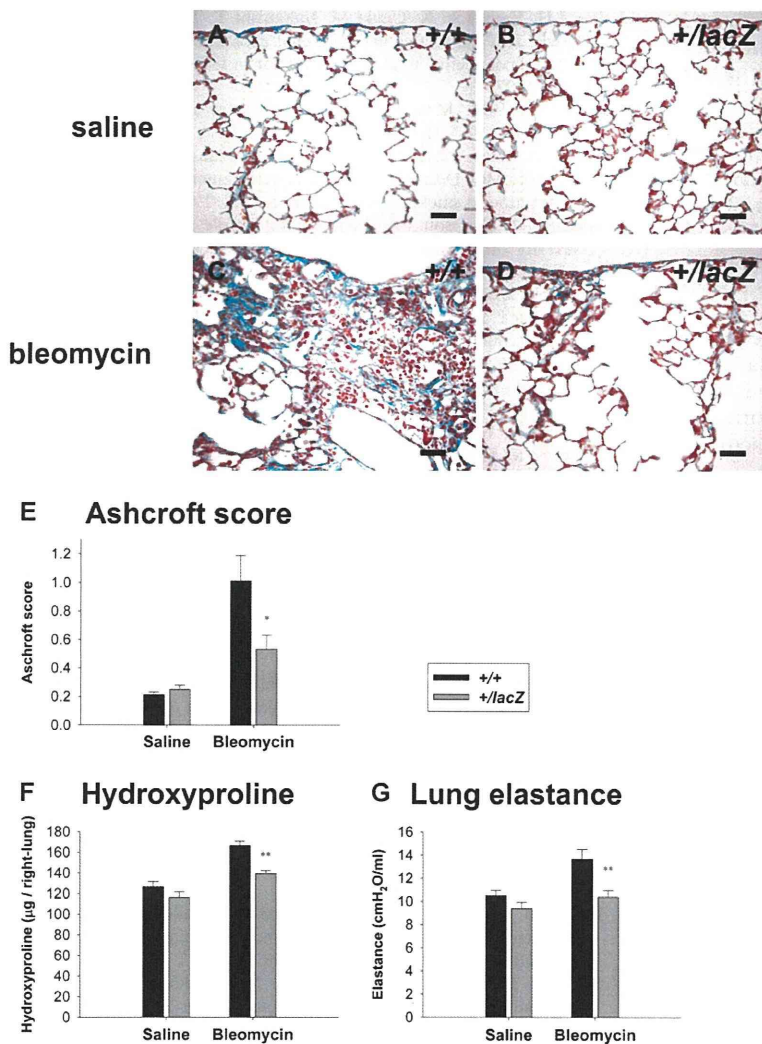 A +/+ B +/lacZ
saline
C +/+ D +/lacZ
bleomycin
E Ashcroft score
1.2
1.0
0.8
0.6
0.4
0.2
0.0
Aschroft score
*
Saline Bleomycin
+/+
+/lacZ
F Hydroxyproline
180
160
140
120
100
80
60
40
20
0
Hydroxyproline (μg / right-lung)
**
Saline Bleomycin
G Lung elastance
16
14
12
10
8
6
4
2
0
Elastance (cmH₂O/ml)
**
Saline Bleomycin